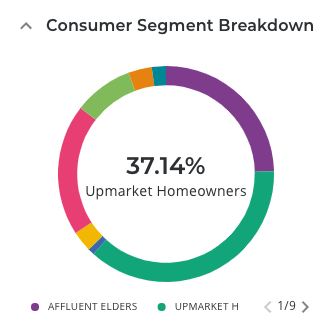 Consumer Segment Breakdown
37.14%
Upmarket Homeowners
AFFLUENT ELDERS UPMARKET H 1/9